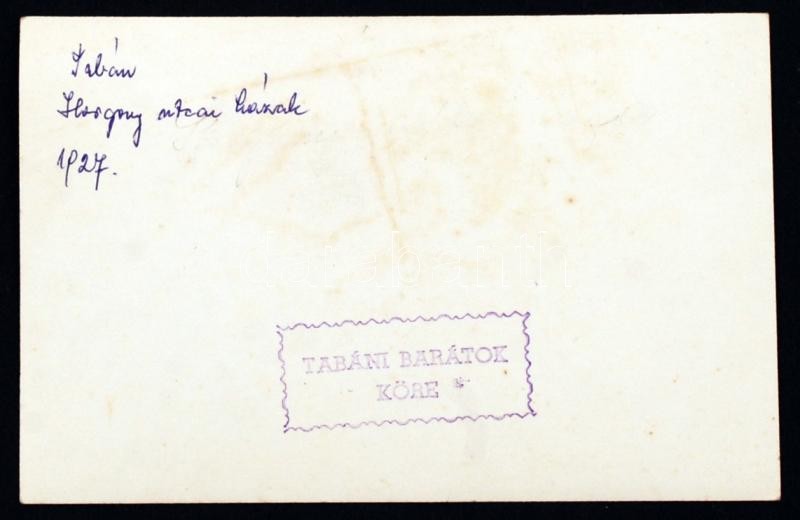 Tabán
Horgony utcai házak
1927.
TABÁNI BARÁTOK
KÖRE *